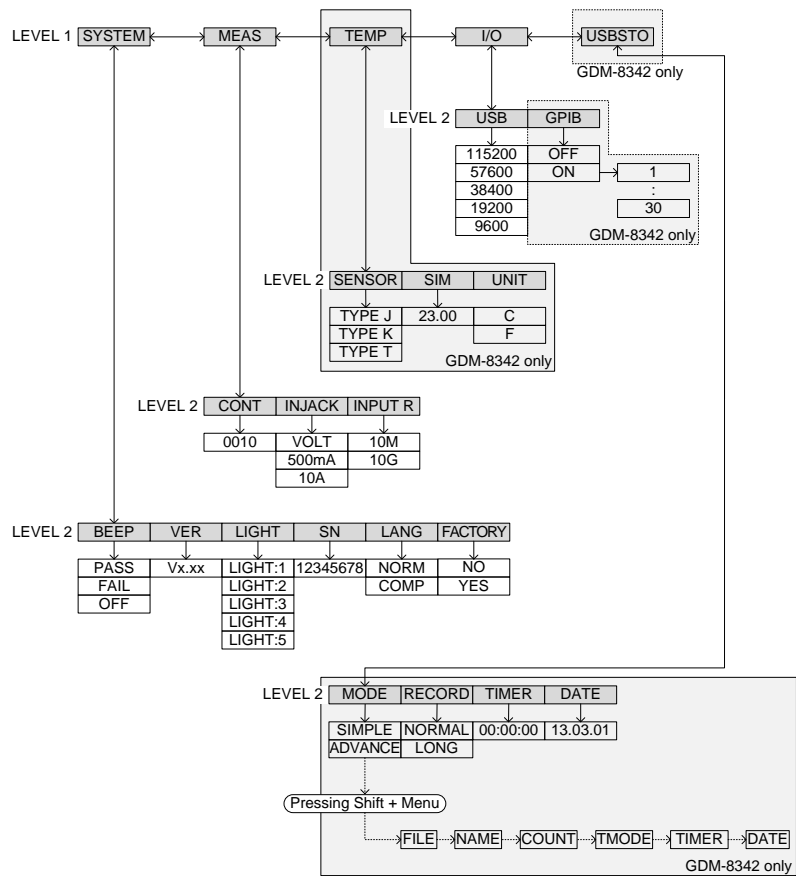 LEVEL 1 SYSTEM MEAS TEMP I/O USBSTO
GDM-8342 only
LEVEL 2 USB GPIB
115200 OFF
57600 ON 1
38400 :
19200 30
9600
GDM-8342 only
LEVEL 2 SENSOR SIM UNIT
TYPE J 23.00 C
TYPE K F
TYPE T
GDM-8342 only
LEVEL 2 CONT INJACK INPUT R
0010 VOLT 10M
500mA 10G
10A
LEVEL 2 BEEP VER LIGHT SN LANG FACTORY
PASS Vx.xx LIGHT:1 12345678 NORM NO
FAIL LIGHT:2 COMP YES
OFF LIGHT:3
LIGHT:4
LIGHT:5
LEVEL 2 MODE RECORD TIMER DATE
SIMPLE NORMAL 00:00:00 13.03.01
ADVANCE LONG
Pressing Shift + Menu
FILE NAME COUNT TMODE TIMER DATE
GDM-8342 only